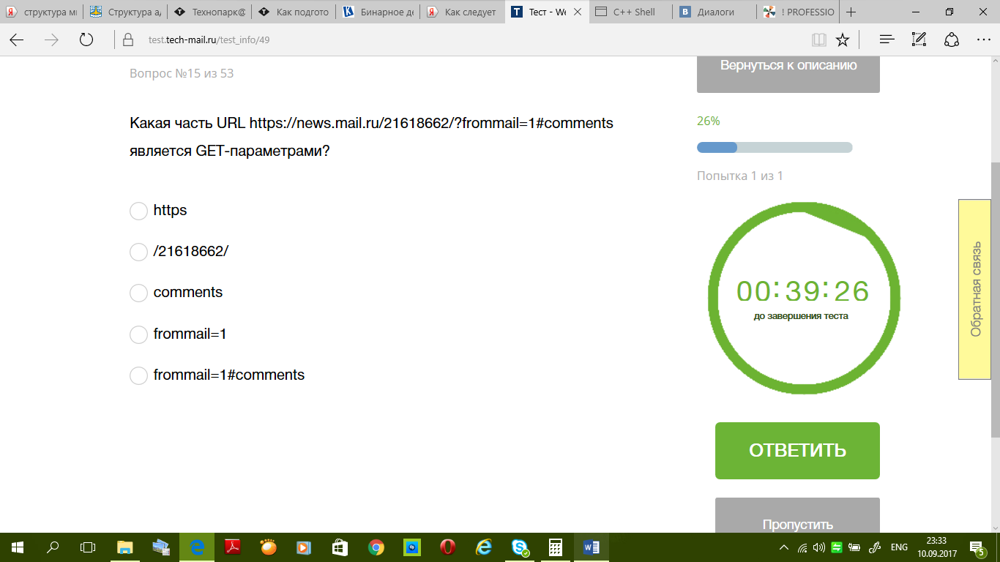 структура мі
Структура ад
Технопарк@
Как подгото
Бинарное де
Как следует
Тест - We
C++ Shell
Диалоги
! PROFESSIO
test.tech-mail.ru/test_info/49
Вопрос №15 из 53
Какая часть URL https://news.mail.ru/21618662/?frommail=1#comments
является GET-параметрами?
https
/21618662/
comments
frommail=1
frommail=1#comments
Вернуться к описанию
26%
Попытка 1 из 1
00:39:26
до завершения теста
ОТВЕТИТЬ
Пропустить
Обратная связь
ENG
23:33
10.09.2017
5